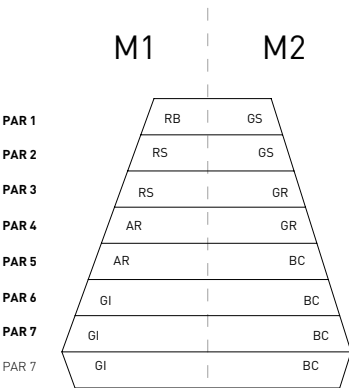 M1 M2
PAR 1 RB GS
PAR 2 RS GS
PAR 3 RS GR
PAR 4 AR GR
PAR 5 AR BC
PAR 6 GI BC
PAR 7 GI BC
PAR 7 GI BC